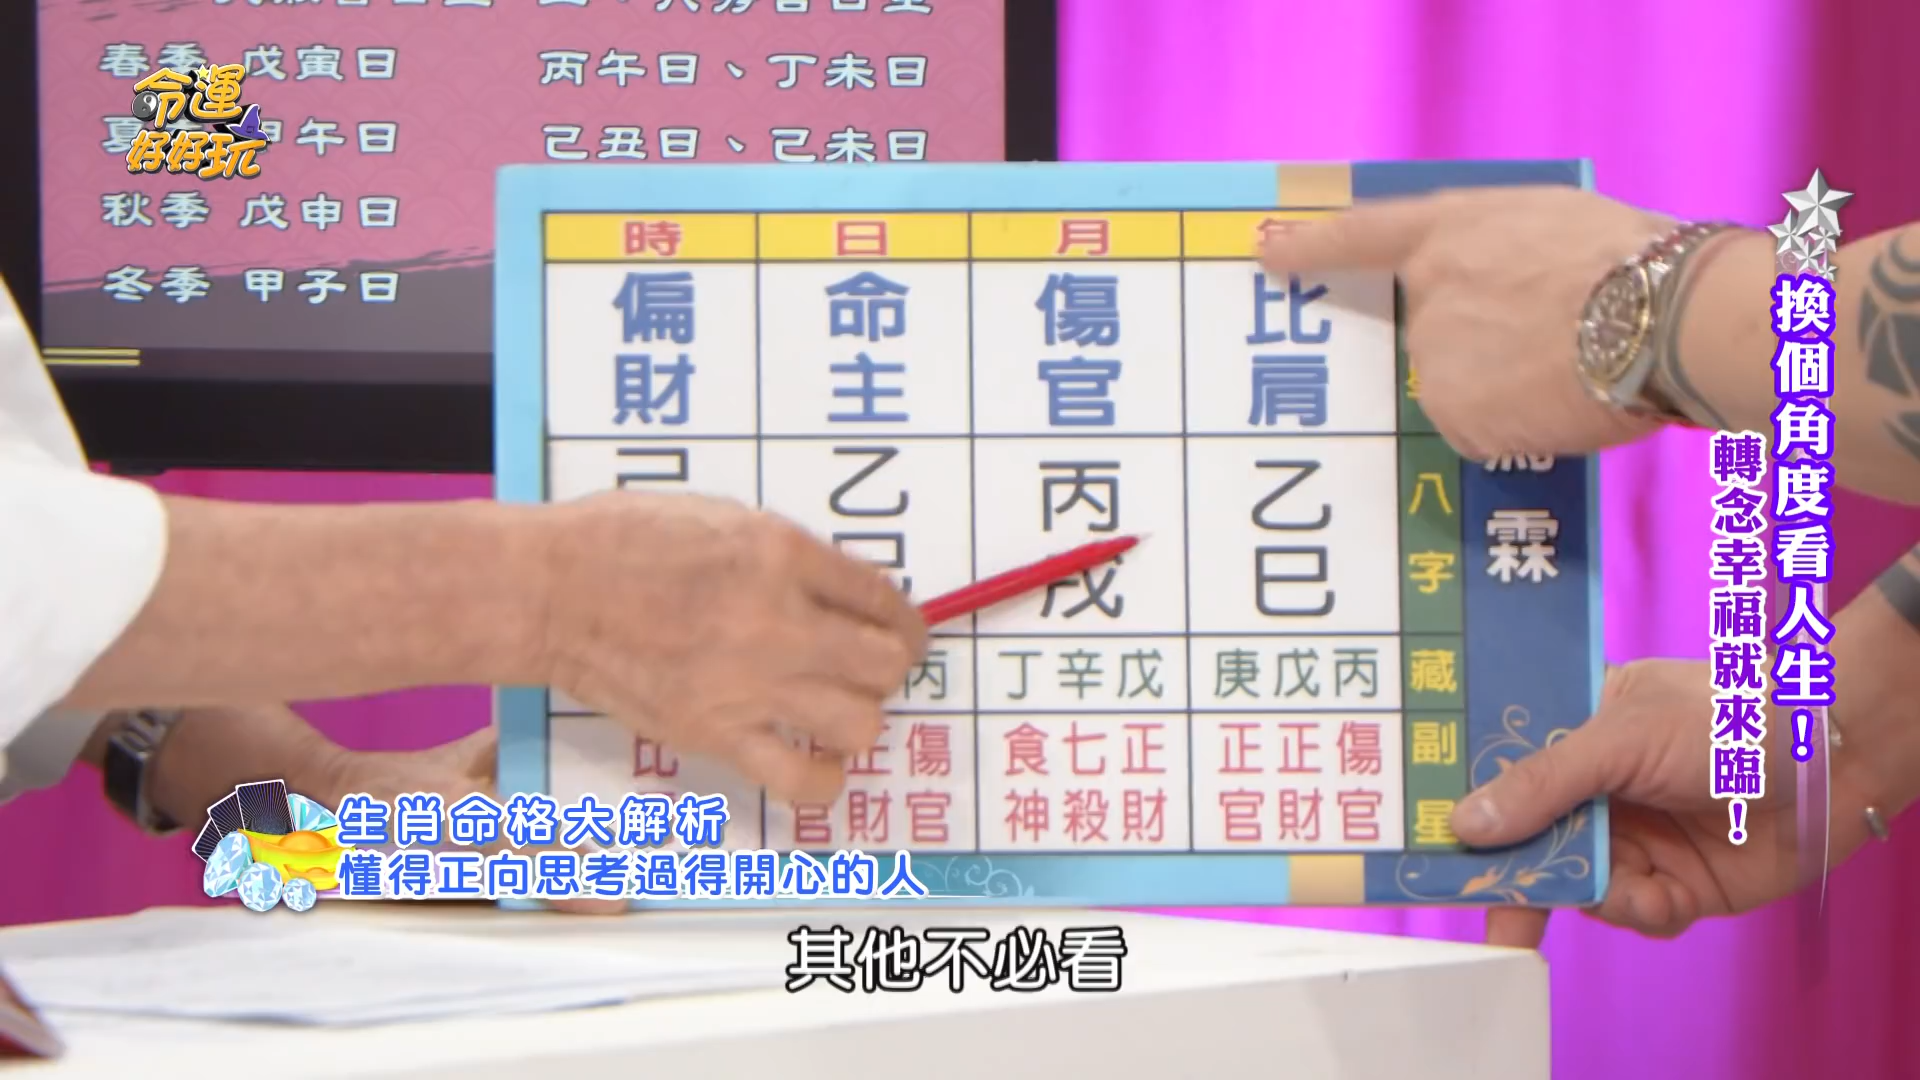 春季 戊寅日
丙午日、丁未日
夏 甲午日
己丑日、己未日
秋季 戊申日
冬季 甲子日
命運
好好玩
時 日 月 年
偏財 命主 傷官 比肩
己 乙巳 丙戌 乙巳
八字
霖
丙 丁辛戊 庚戊丙
藏
比 正財 傷官 食神 七殺 正財 正官 正財 傷官
副星
換個角度看人生!
轉念幸福就來臨!
生肖命格大解析
懂得正向思考過得開心的人
其他不必看